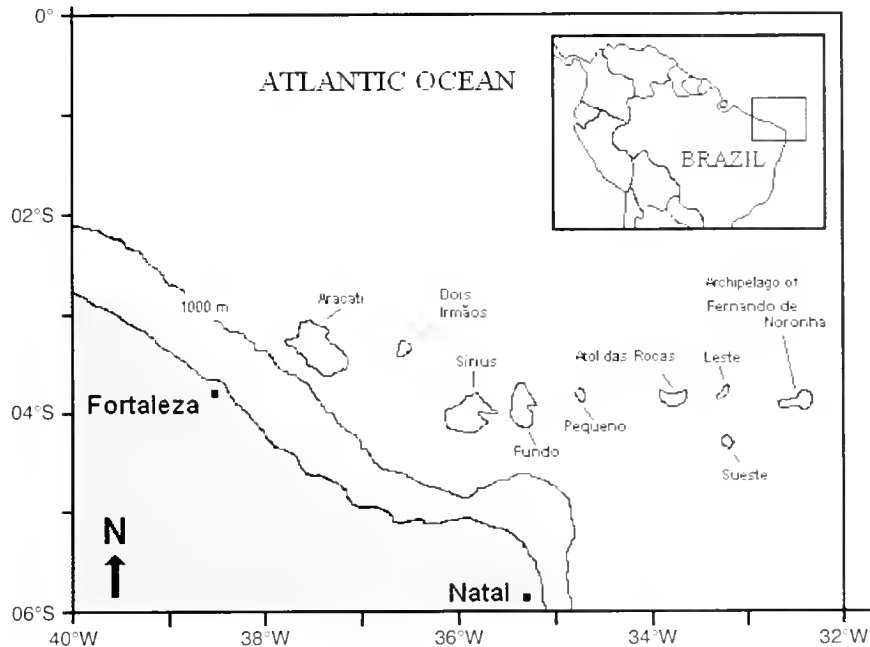 0°
ATLANTIC OCEAN
BRAZIL
02°S
Archipelago of
Fernando de
Noronha
Dois
Irmãos
Aracati
1000 m
Sirius
Atol das Rocas
Leste
04°S
Fortaleza
Pequeno
Fundo
Sueste
N
Natal
06°S
40°W
38°W
36°W
34°W
32°W